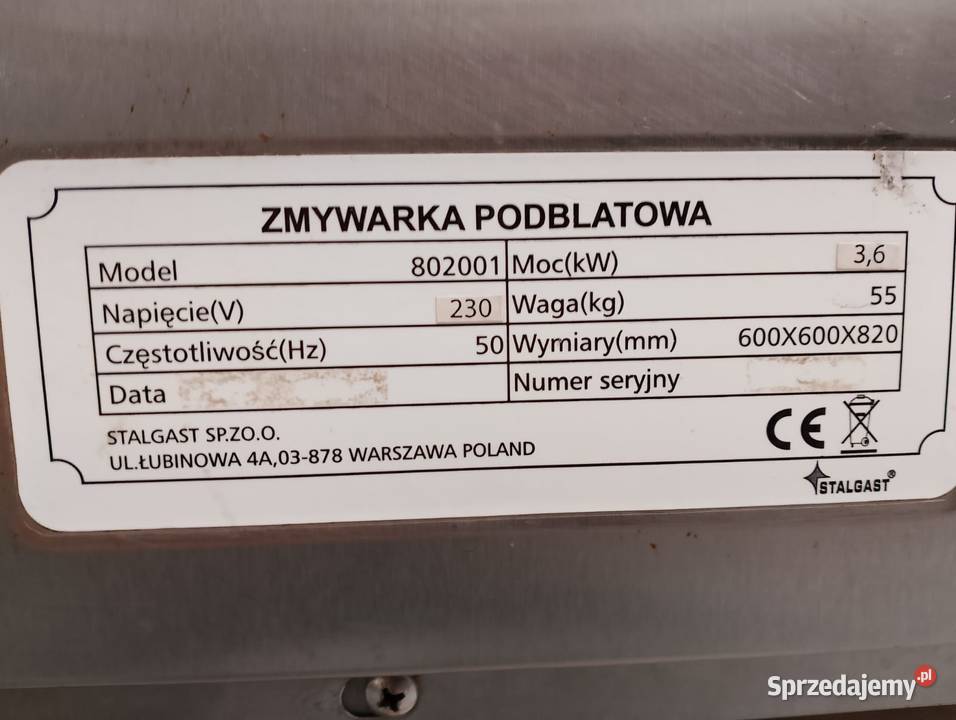 ZMYWARKA PODBLATOWA
Model 802001 Moc(kW) 3,6
Napięcie(V) 230 Waga(kg) 55
Częstotliwość(Hz) 50 Wymiary(mm) 600X600X820
Data Numer seryjny
STALGAST SP.ZO.O.
UL.ŁUBINOWA 4A,03-878 WARSZAWA POLAND
CE
STALGAST®
Sprzedajemy.pl